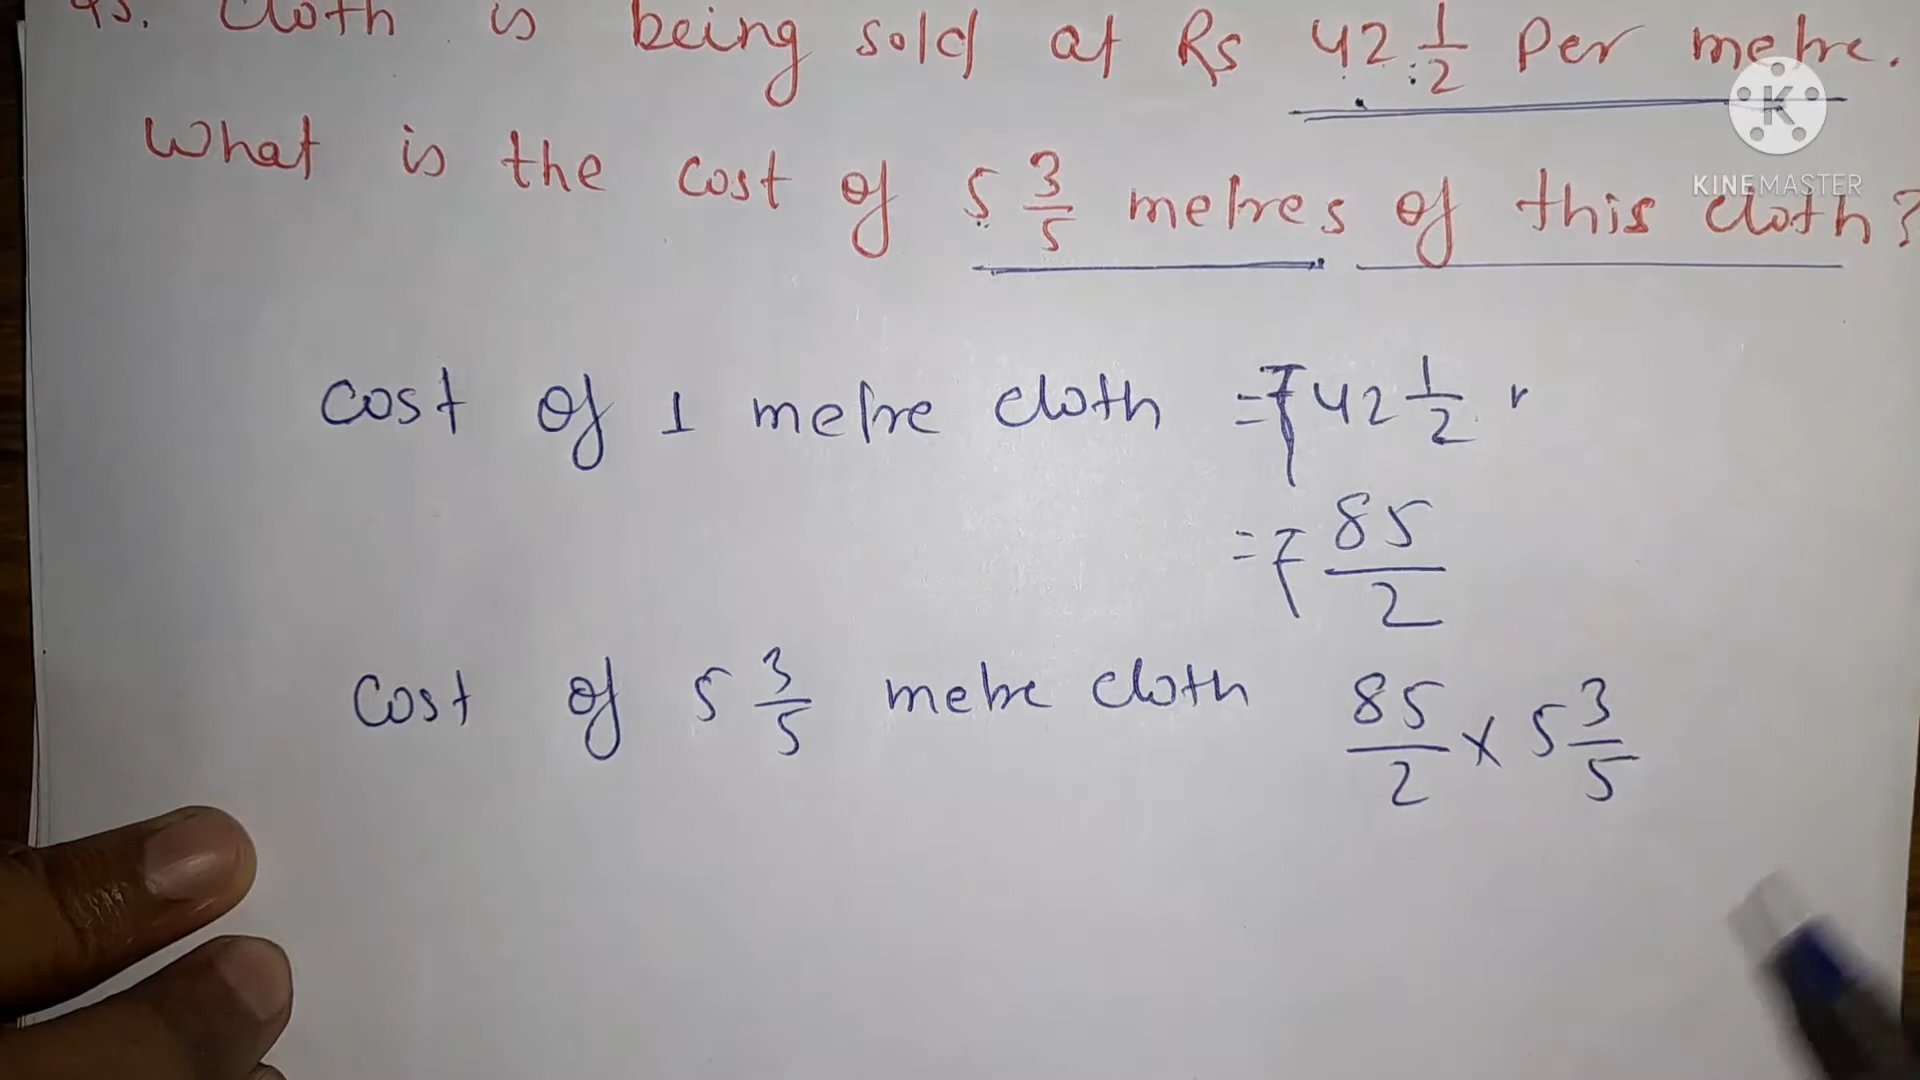 Cloth is being sold at Rs 42 1/2 Per metre.
What is the cost of 5 3/5 metres of this cloth?
KINEMASTER
Cost of 1 metre cloth = ₹ 42 1/2
= ₹ 85/2
Cost of 5 3/5 metre cloth 85/2 × 5 3/5